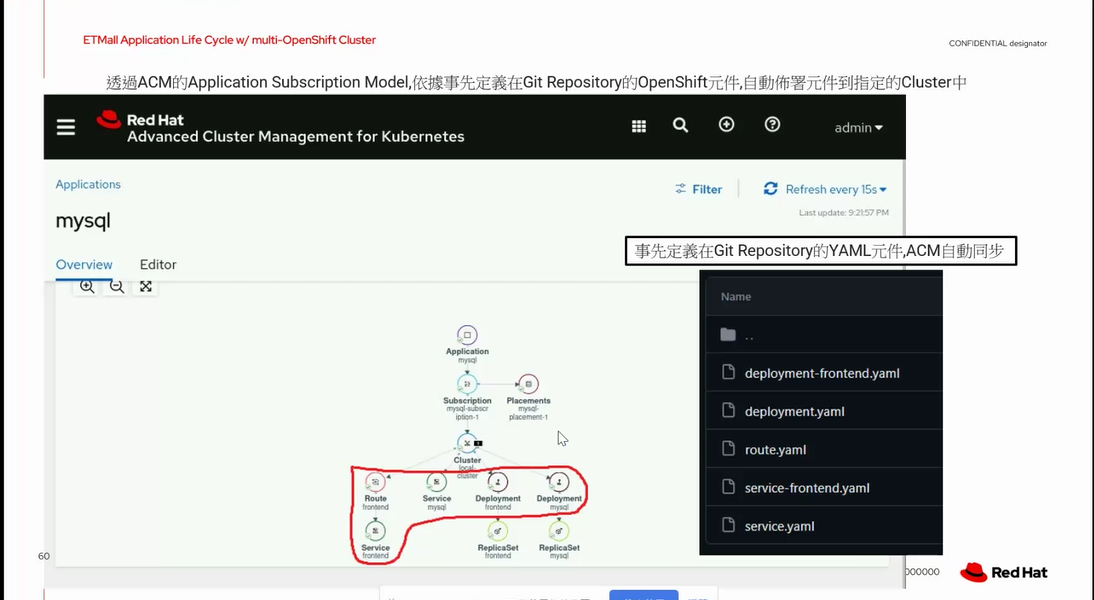 ETMall Application Life Cycle w/ multi-OpenShift Cluster
CONFIDENTIAL designator
透過ACM的Application Subscription Model,依據事先定義在Git Repository的OpenShift元件,自動佈署元件到指定的Cluster中
Red Hat
Advanced Cluster Management for Kubernetes
admin
Applications
Filter
Refresh every 15s
Last update: 9:21:57 PM
mysql
事先定義在Git Repository的YAML元件,ACM自動同步
Overview
Editor
Name
..
deployment-frontend.yaml
deployment.yaml
route.yaml
service-frontend.yaml
service.yaml
Application
mysql
Subscription
mysql-subscr
iption-1
Placements
mysql-
placement-1
Cluster
local-
cluster
Route
frontend
Service
mysql
Deployment
frontend
Deployment
mysql
Service
frontend
ReplicaSet
frontend
ReplicaSet
mysql
60
000000
Red Hat